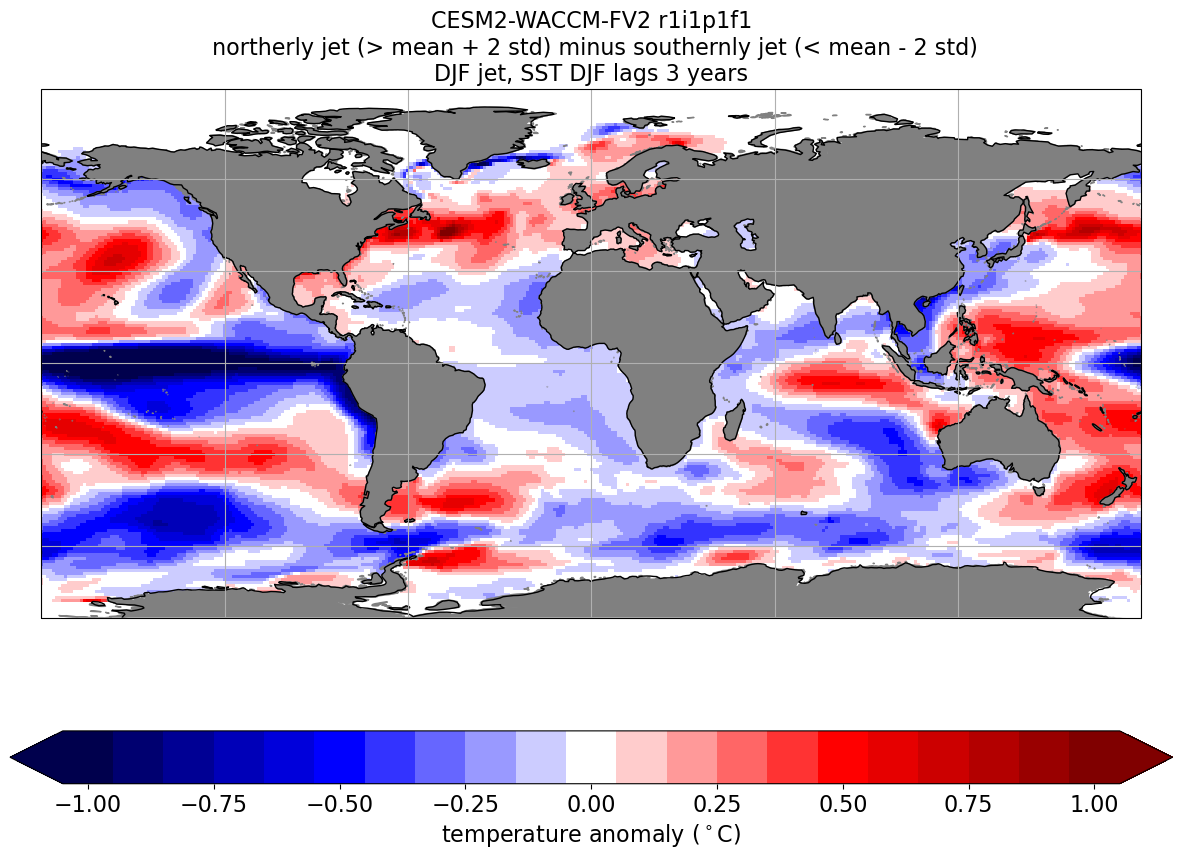 CESM2-WACCM-FV2 r1i1p1f1
northerly jet (> mean + 2 std) minus southernly jet (< mean - 2 std)
DJF jet, SST DJF lags 3 years
−1.00 −0.75 −0.50 −0.25 0.00 0.25 0.50 0.75 1.00
temperature anomaly (°C)